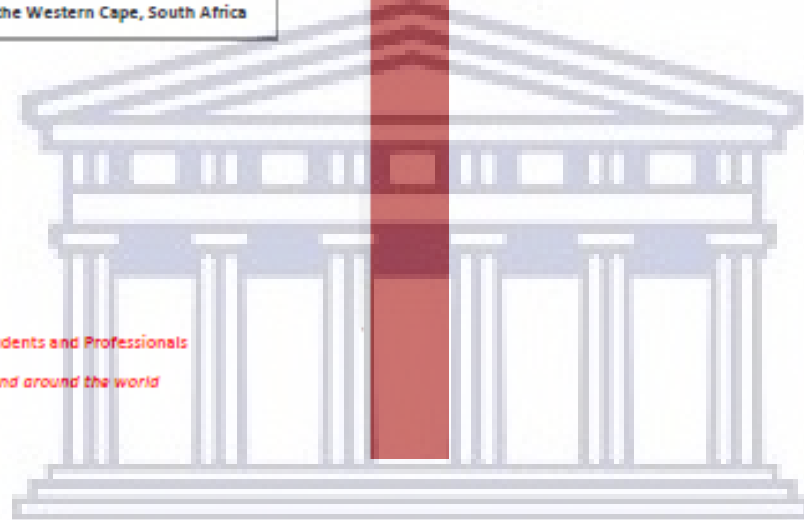 the Western Cape, South Africa
dents and Professionals
nd around the world